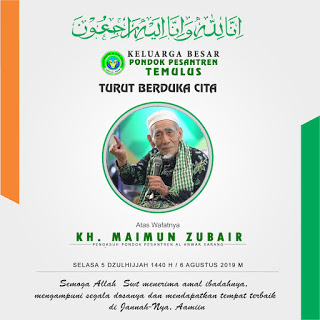 إنا لله وإنا إليه راجعون
KELUARGA BESAR
PONDOK PESANTREN
TEMULUS
TURUT BERDUKA CITA
Atas Wafatnya
KH. MAIMUN ZUBAIR
PENGASUH PONDOK PESANTREN AL ANWAR SARANG
SELASA 5 DZULHIJJAH 1440 H / 6 AGUSTUS 2019 M
Semoga Allah Swt menerima amal ibadahnya,
mengampuni segala dosanya dan mendapatkan tempat terbaik
di Jannah-Nya, Aamiin